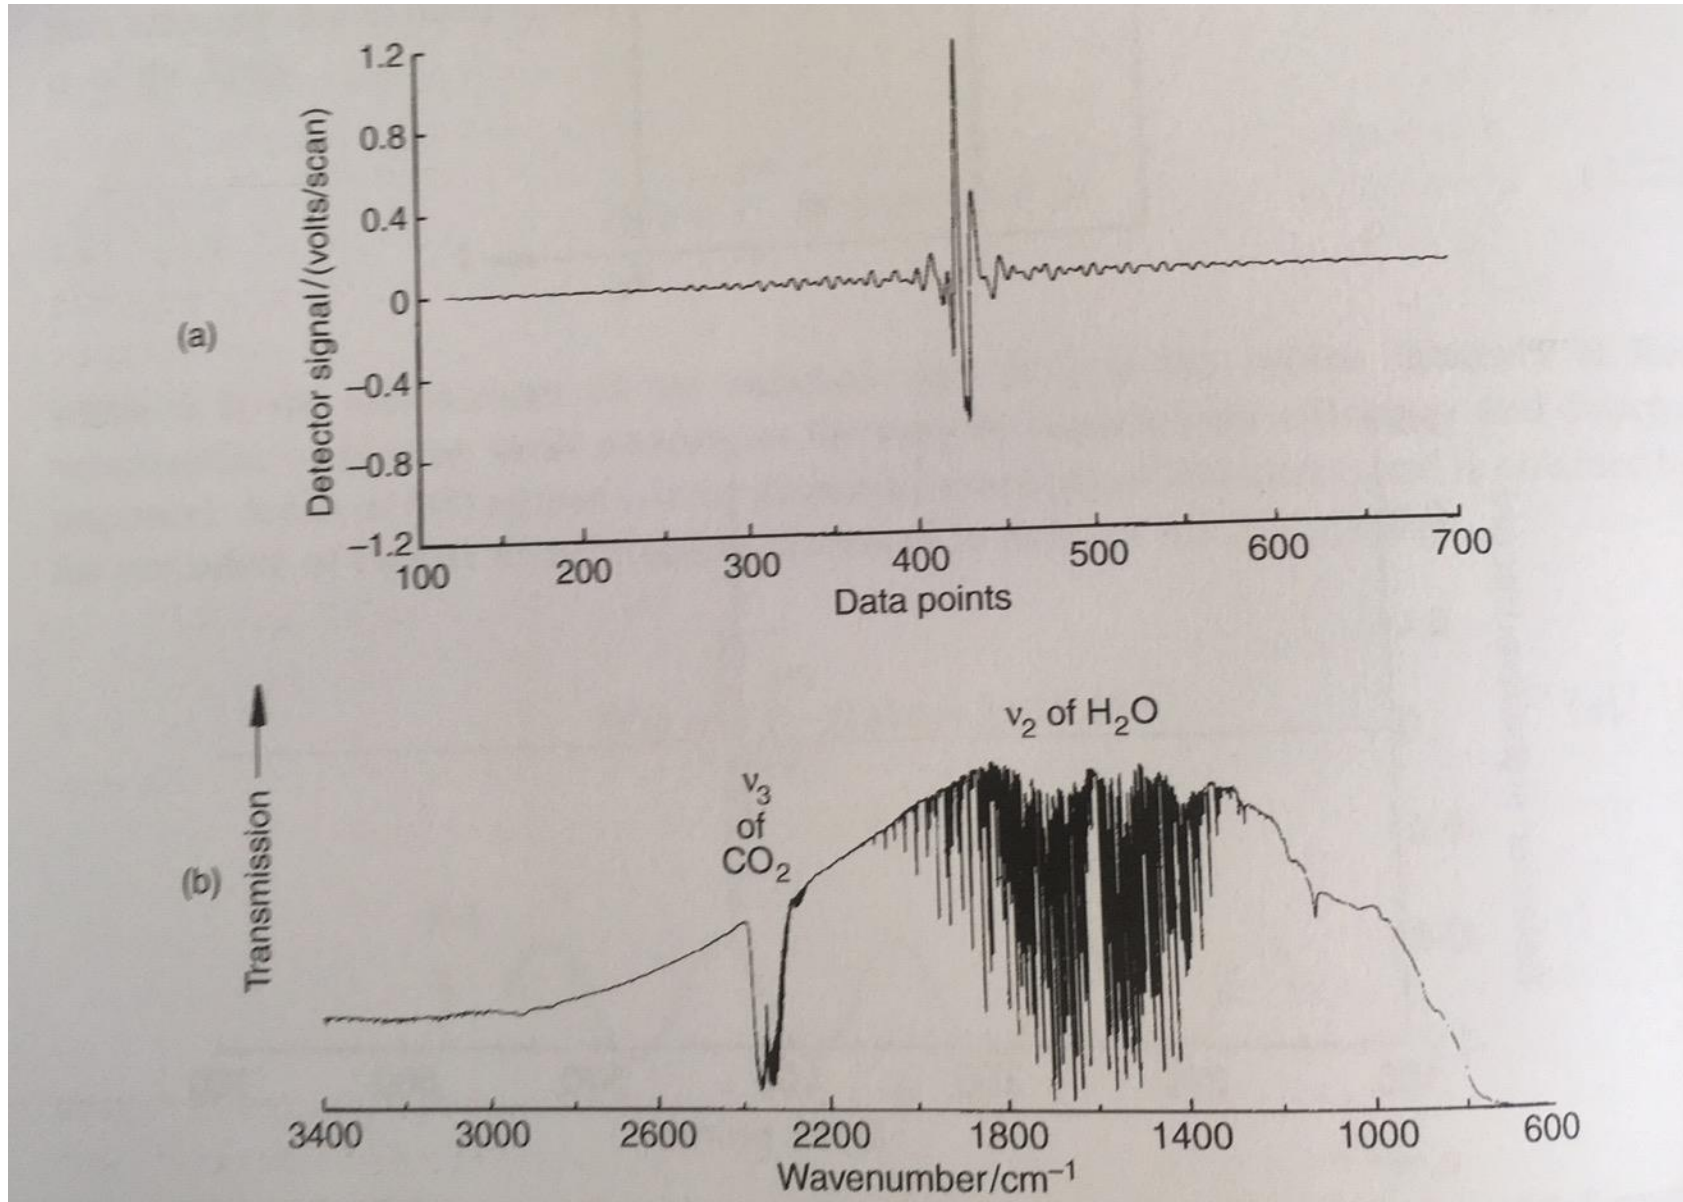 1.2
0.8
0.4
0
−0.4
−0.8
−1.2
Detector signal/(volts/scan)
(a)
100 200 300 400 500 600 700
Data points
ν₂ of H₂O
ν₃
of
CO₂
Transmission
(b)
3400 3000 2600 2200 1800 1400 1000 600
Wavenumber/cm⁻¹